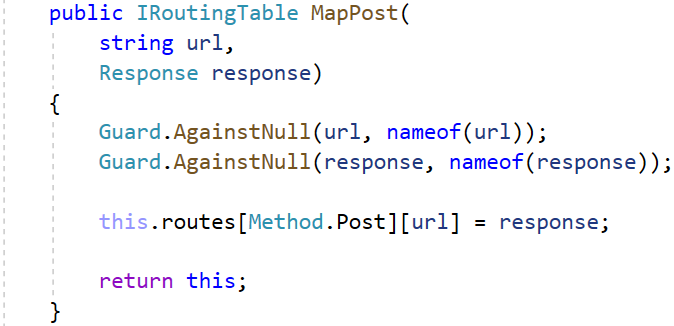 public IRoutingTable MapPost(
    string url,
    Response response)
{
    Guard.AgainstNull(url, nameof(url));
    Guard.AgainstNull(response, nameof(response));

    this.routes[Method.Post][url] = response;

    return this;
}